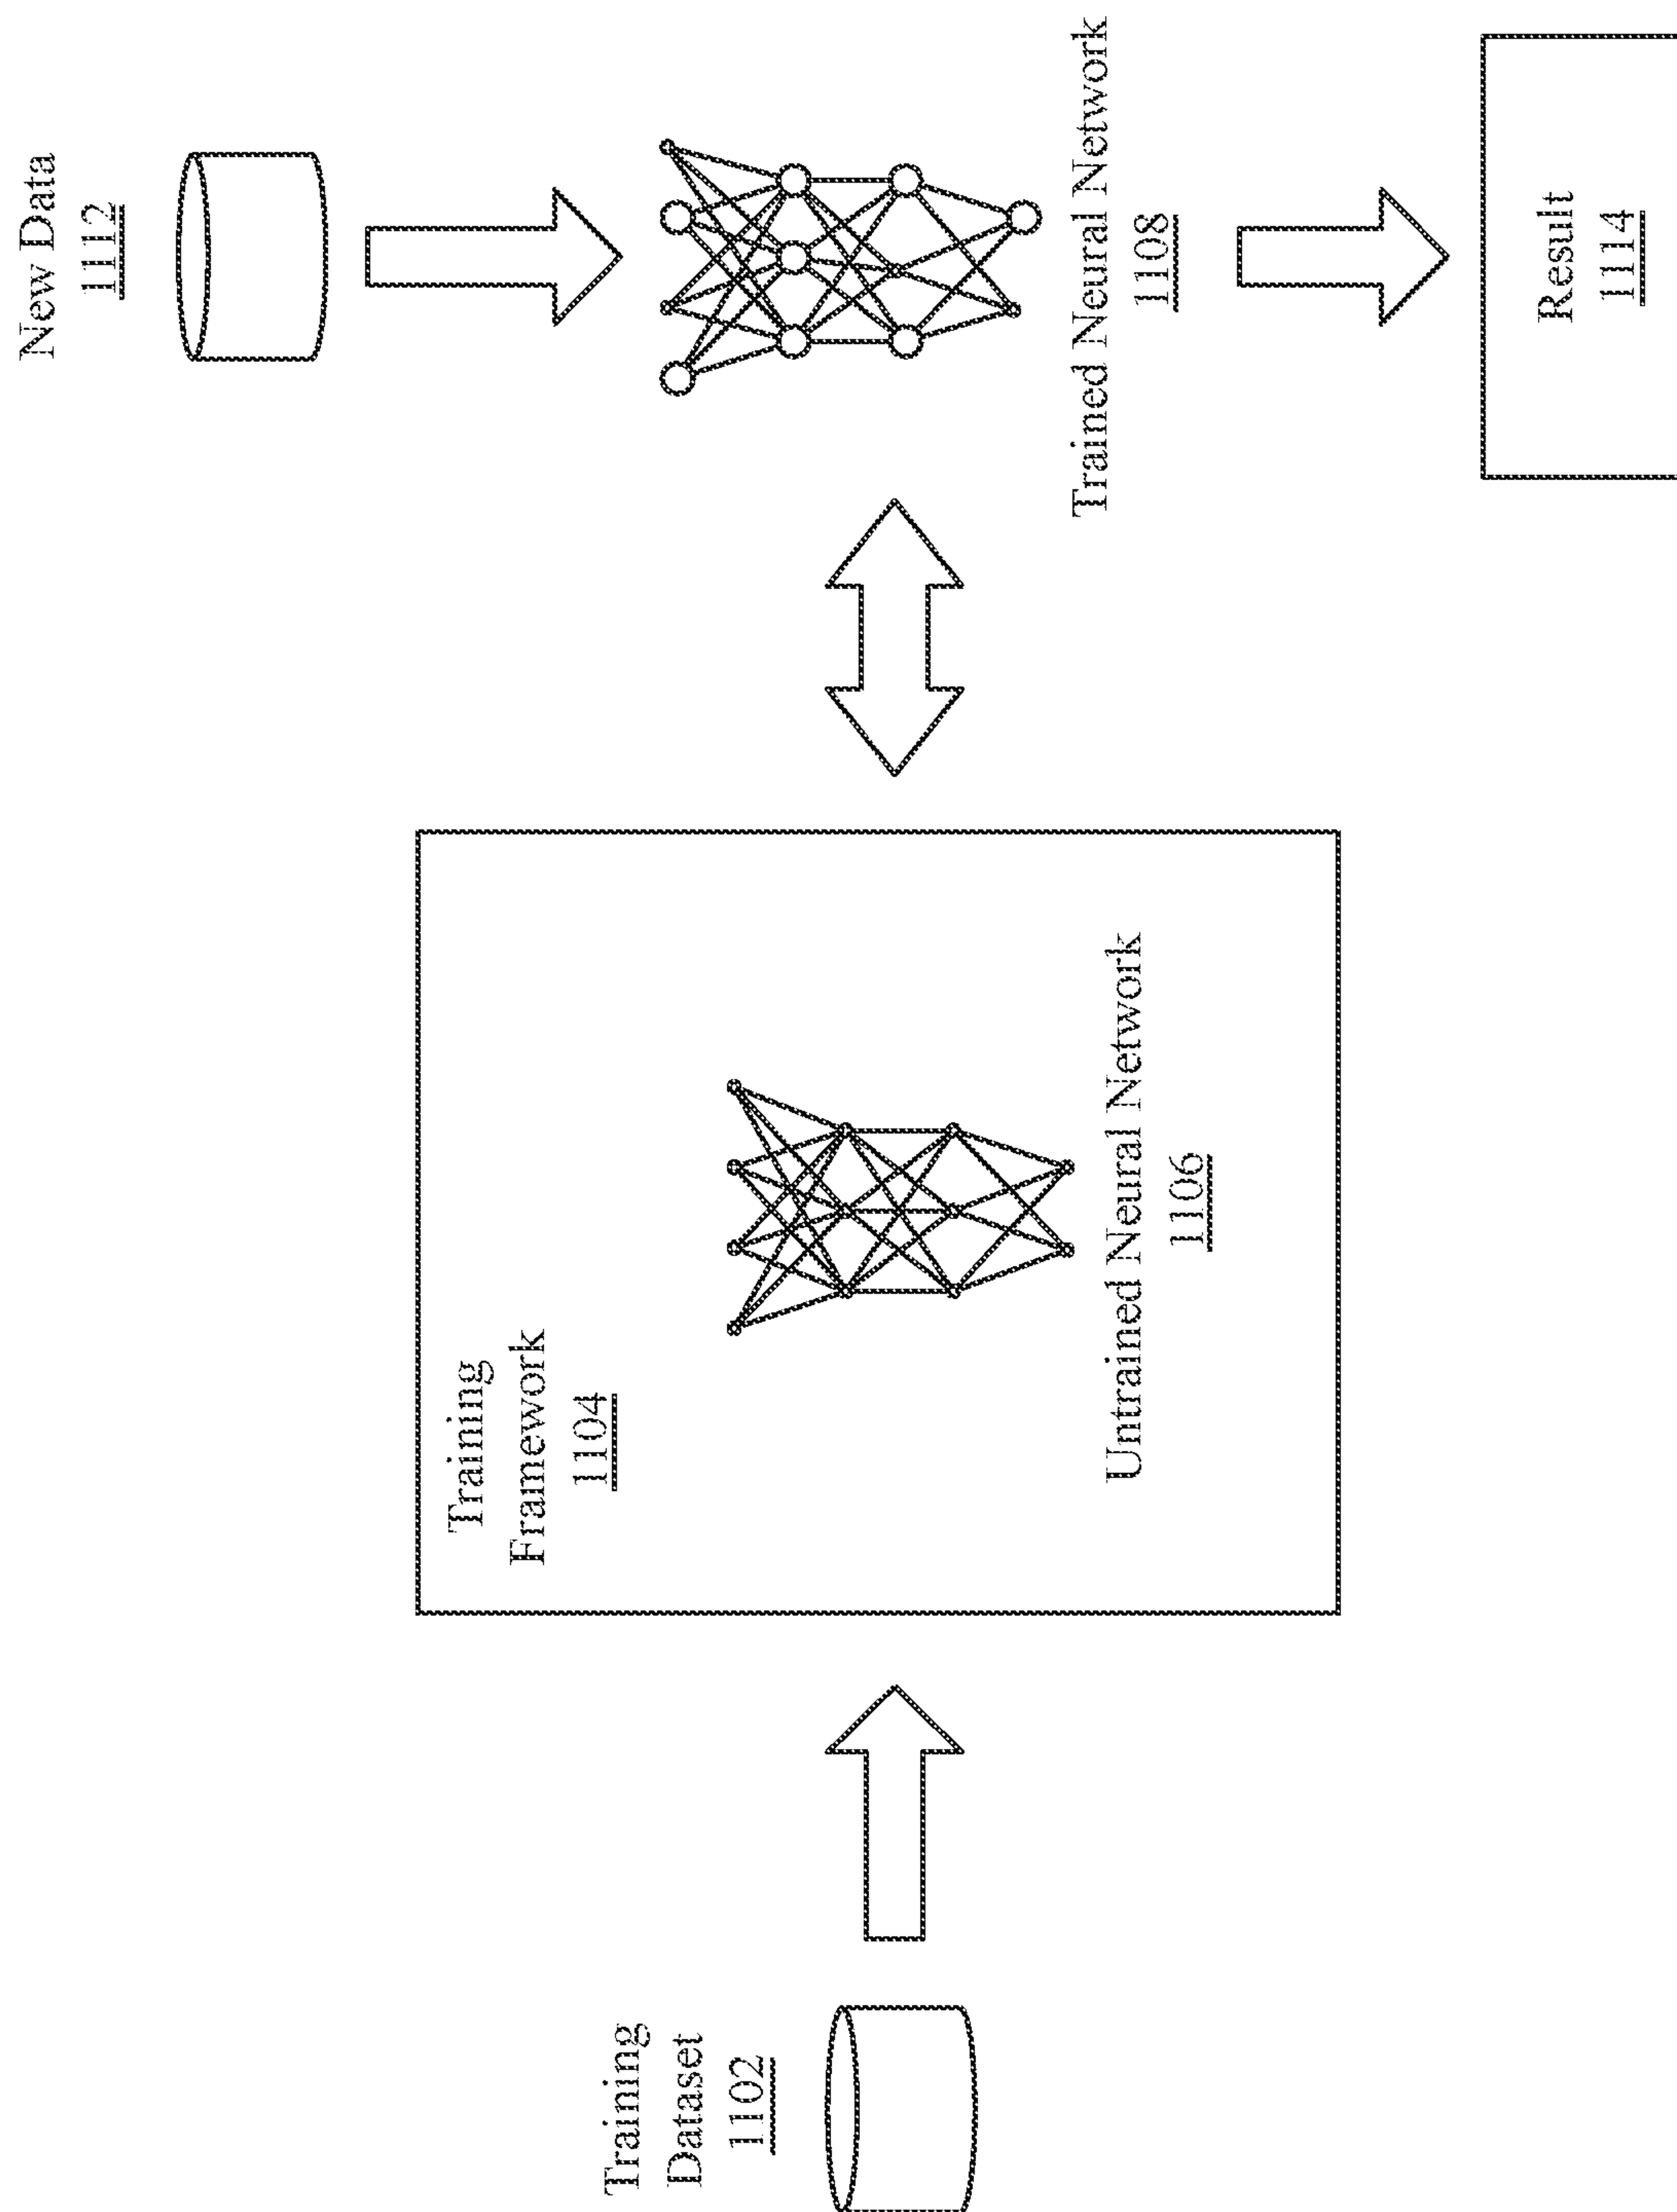 Training
Dataset
1102
Training
Framework
1104
Untrained Neural Network
1106
New Data
1112
Trained Neural Network
1108
Result
1114